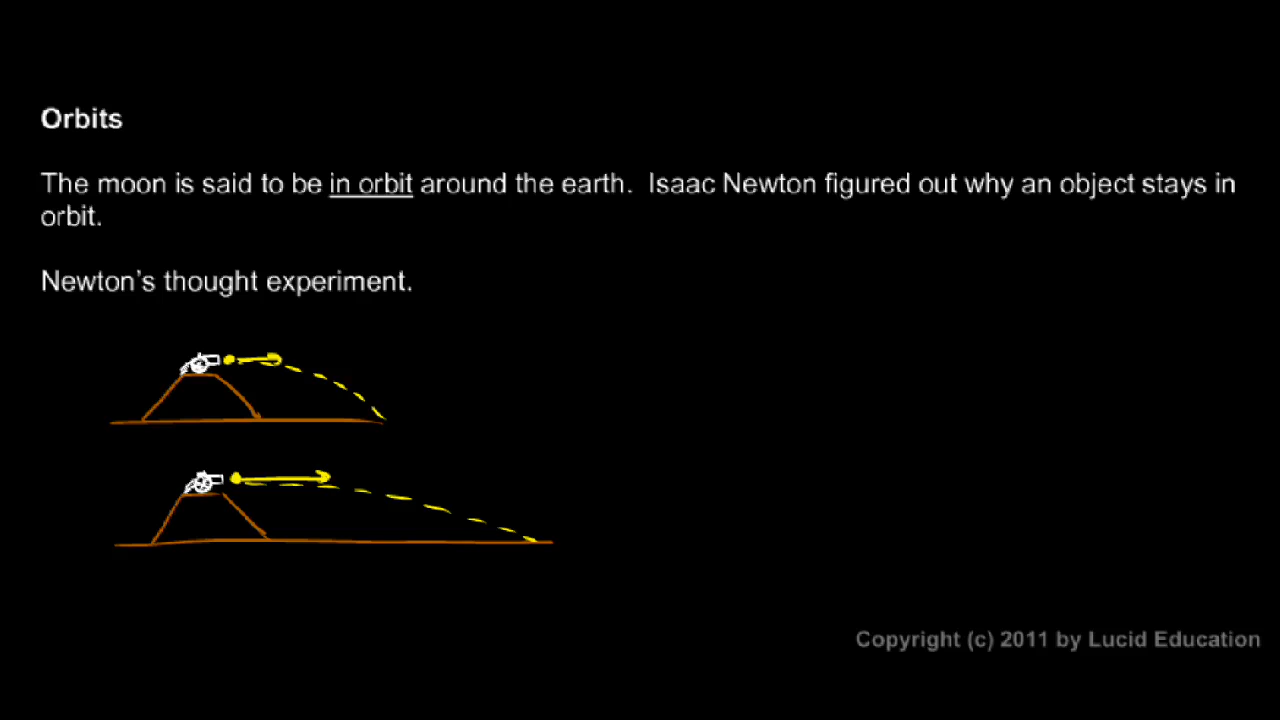 Orbits
The moon is said to be in orbit around the earth.  Isaac Newton figured out why an object stays in
orbit.
Newton’s thought experiment.
Copyright (c) 2011 by Lucid Education